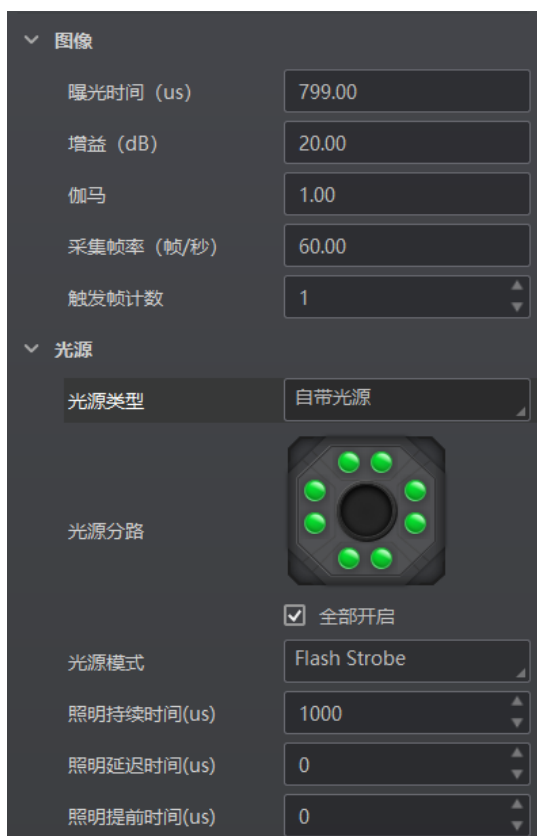 图像
曝光时间（us） 799.00
增益（dB） 20.00
伽马 1.00
采集帧率（帧/秒） 60.00
触发帧计数 1
光源
光源类型 自带光源
光源分路
全部开启
光源模式 Flash Strobe
照明持续时间(us) 1000
照明延迟时间(us) 0
照明提前时间(us) 0